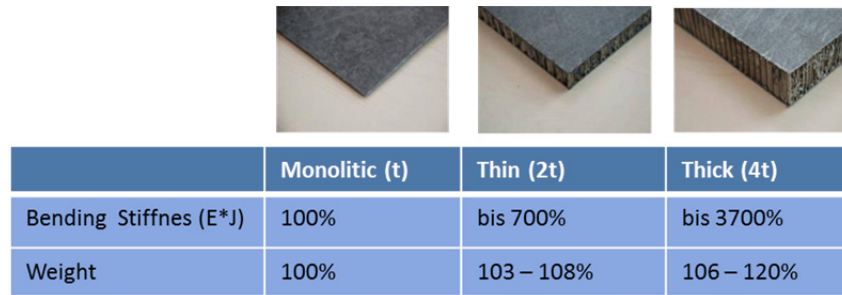 Monolitic (t) Thin (2t) Thick (4t)
Bending Stiffnes (E*J) 100% bis 700% bis 3700%
Weight 100% 103 – 108% 106 – 120%